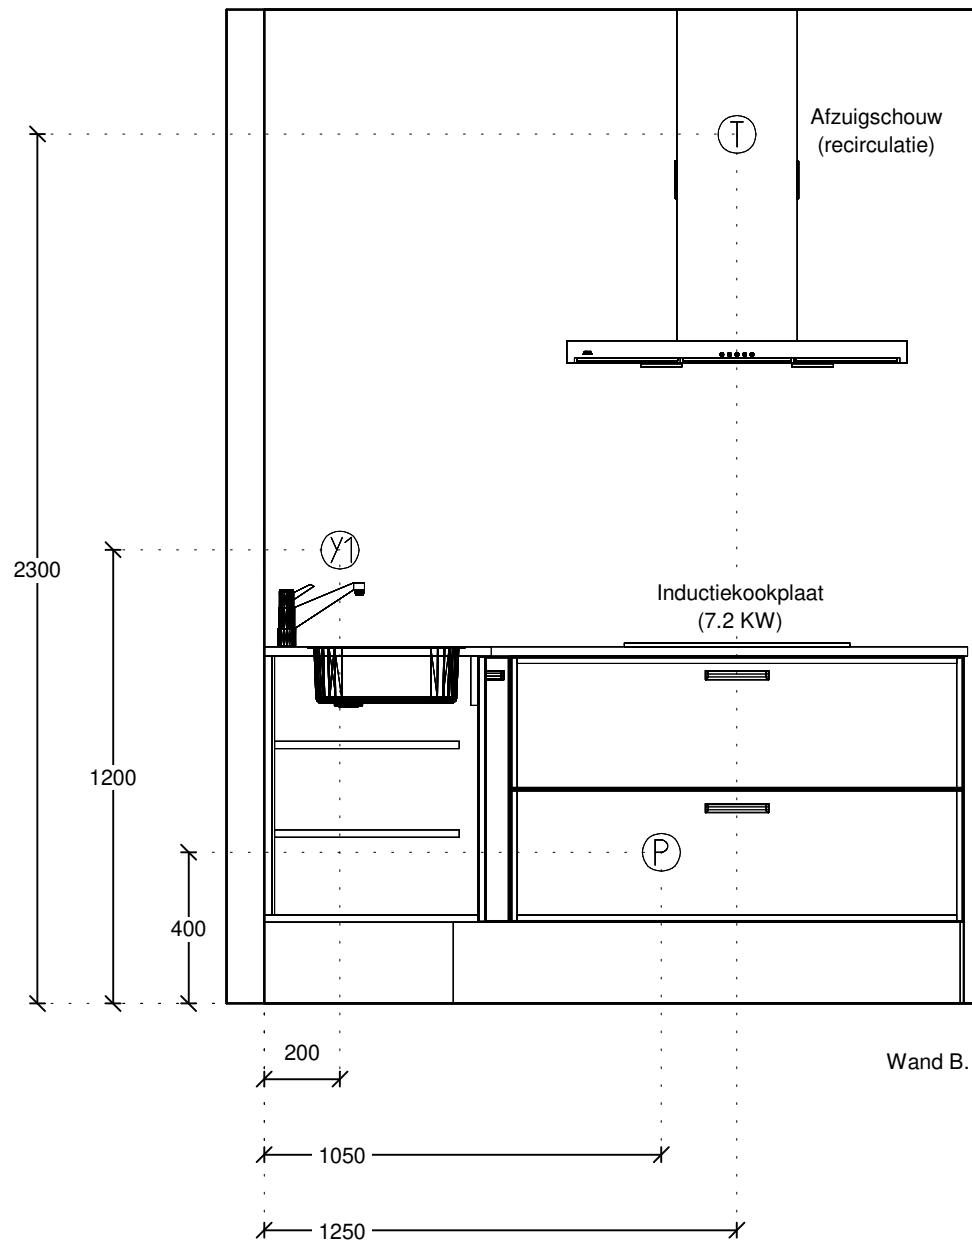 Afzuigschouw
(recirculatie)
T
2300
Y1
Inductiekookplaat
(7.2 KW)
1200
P
400
200
Wand B.
1050
1250